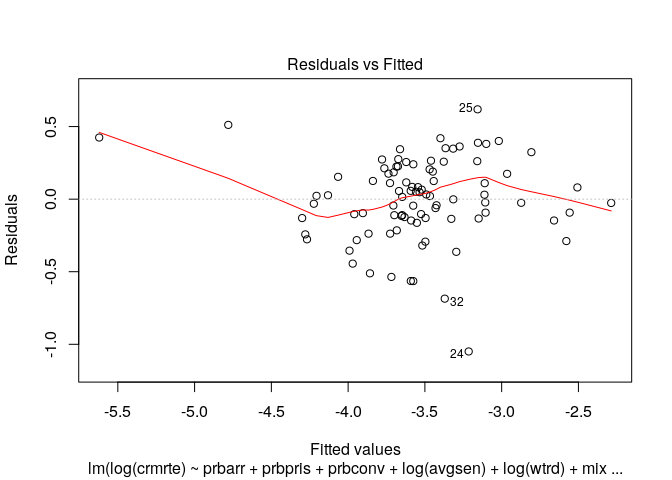 Residuals vs Fitted
Residuals
0.5
0.0
-0.5
-1.0
25
32
24
-5.5 -5.0 -4.5 -4.0 -3.5 -3.0 -2.5
Fitted values
lm(log(crmrte) ~ prbarr + prbpris + prbconv + log(avgsen) + log(wtrd) + mix ...